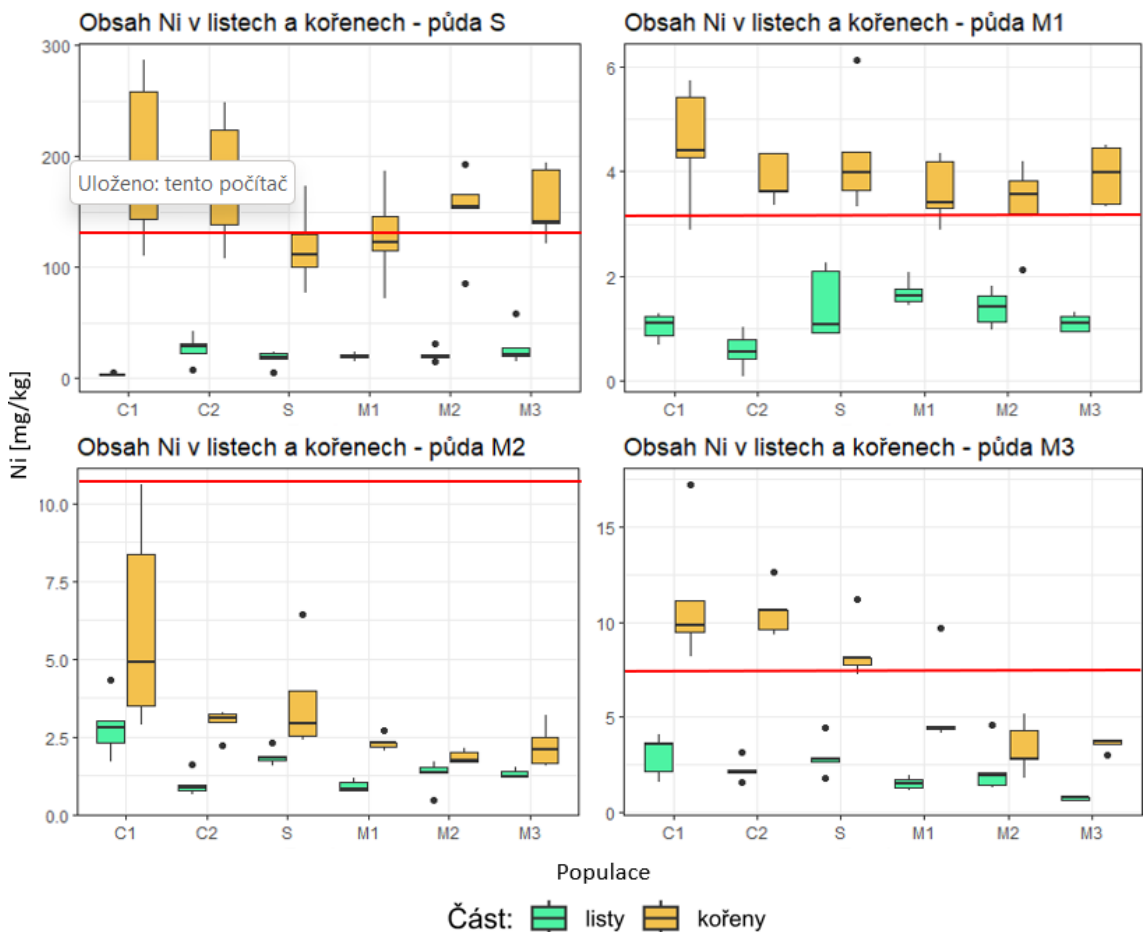 Obsah Ni v listech a kořenech - půda S
300
200
100
0
C1 C2 S M1 M2 M3
Uloženo: tento počítač
Obsah Ni v listech a kořenech - půda M1
6
4
2
0
C1 C2 S M1 M2 M3
Ni [mg/kg]
Obsah Ni v listech a kořenech - půda M2
10.0
7.5
5.0
2.5
0.0
C1 C2 S M1 M2 M3
Obsah Ni v listech a kořenech - půda M3
15
10
5
0
C1 C2 S M1 M2 M3
Populace
Část: listy kořeny